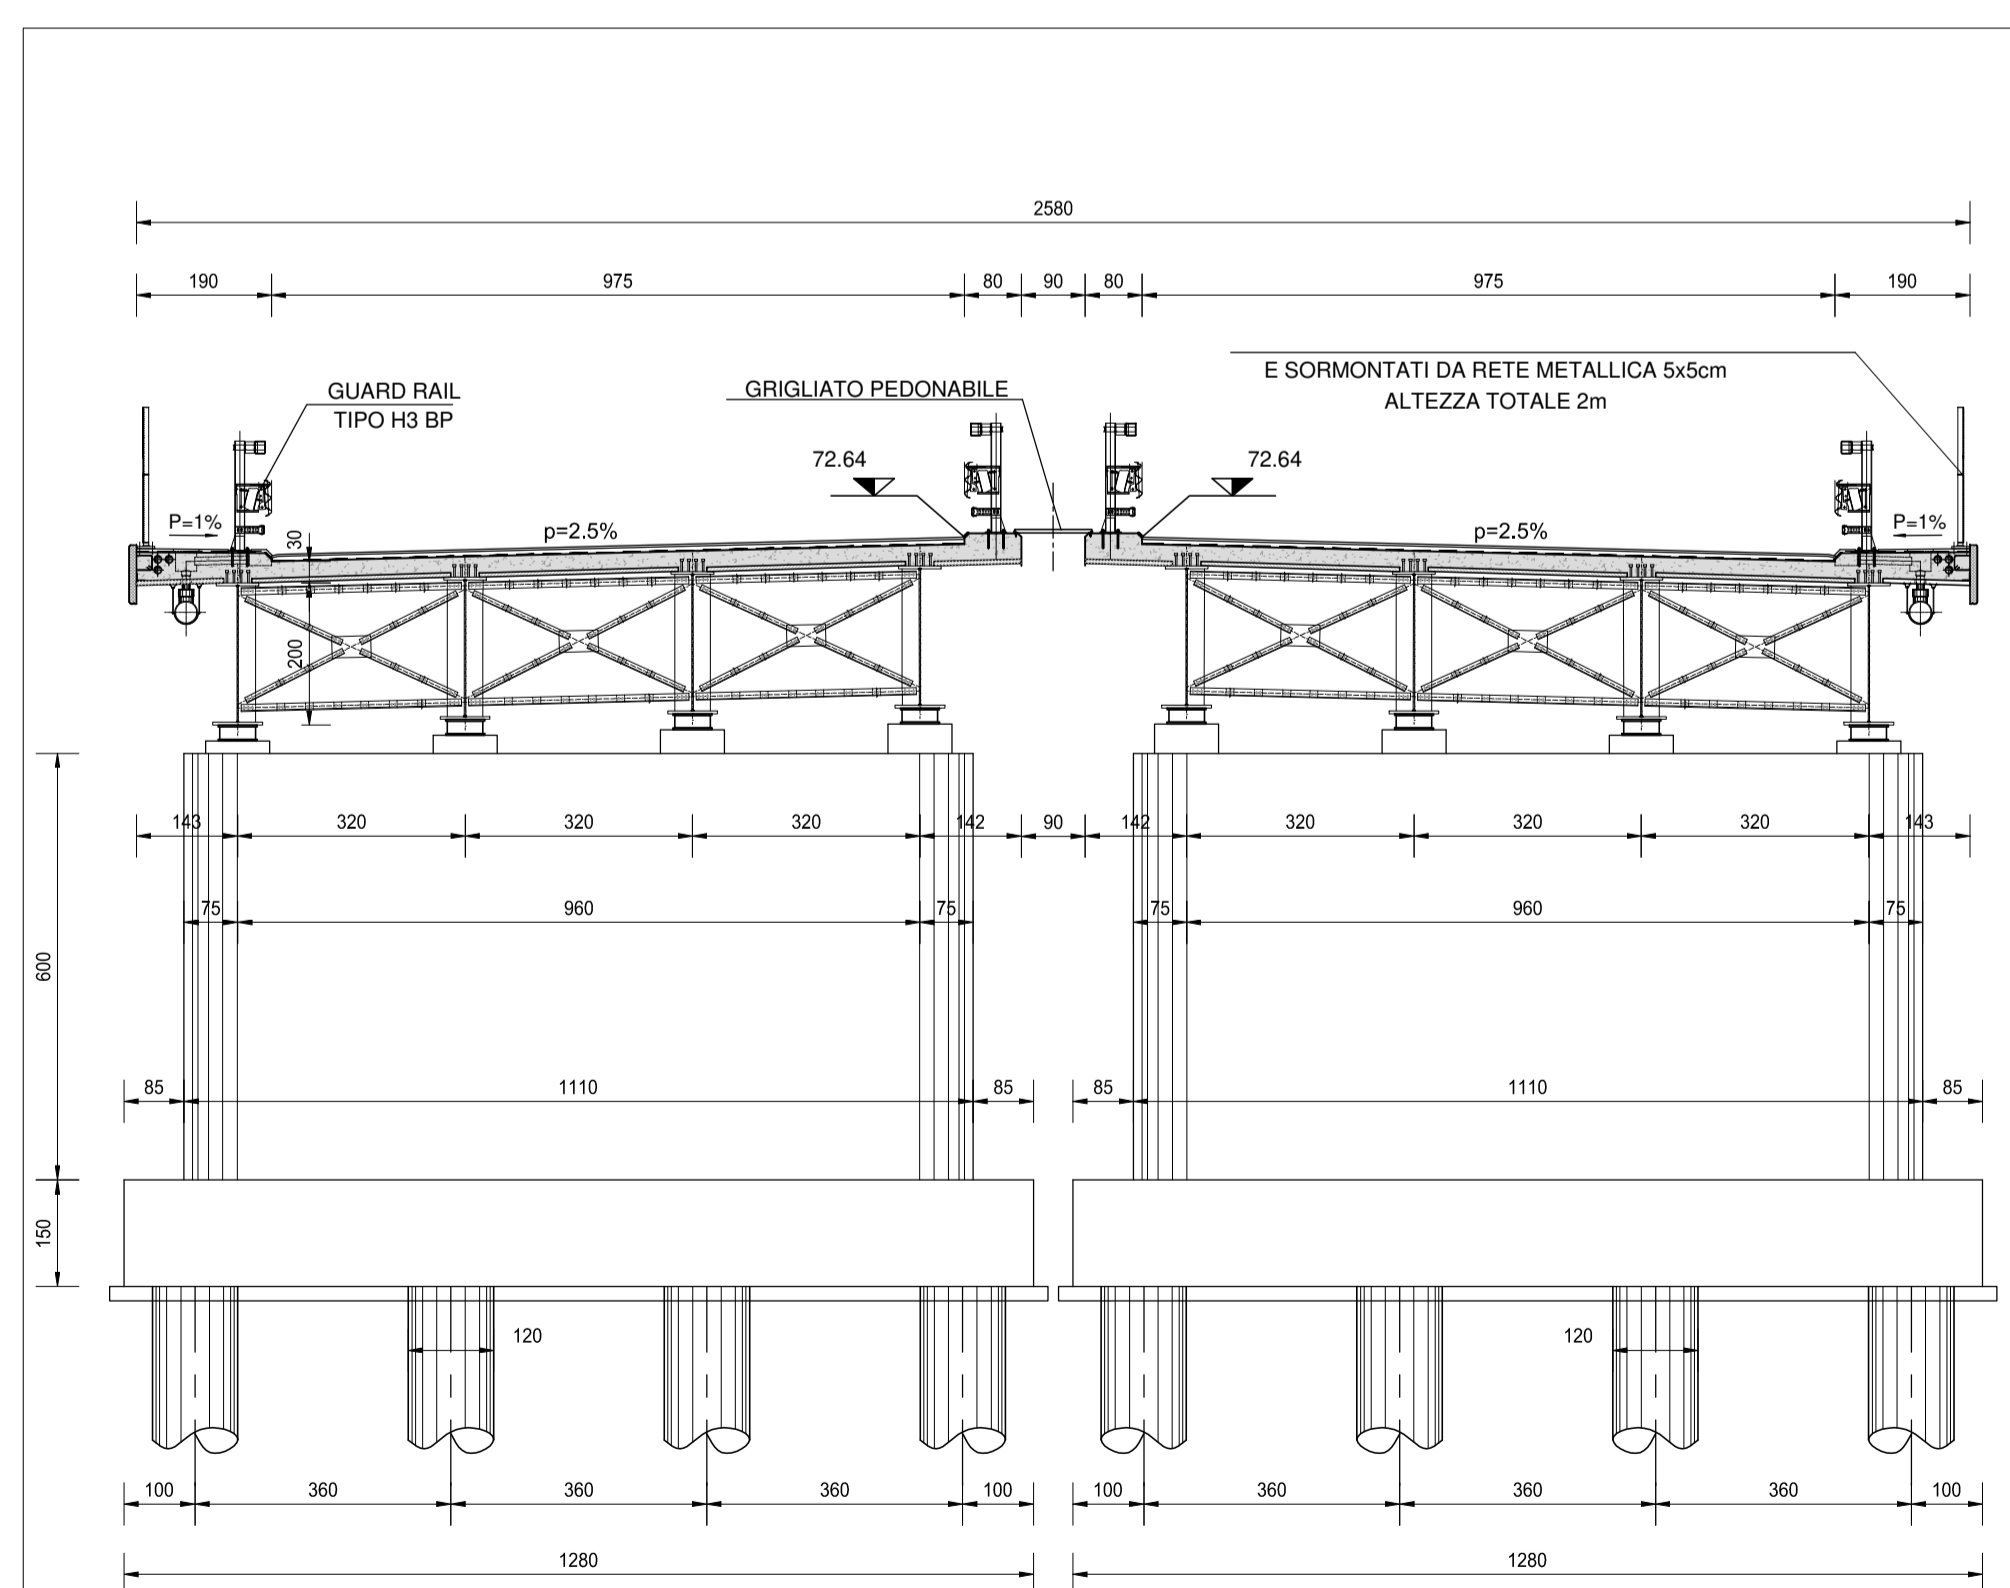 2580
190 975 80 90 80 975 190
E SORMONTATI DA RETE METALLICA 5x5cm
ALTEZZA TOTALE 2m
GUARD RAIL
TIPO H3 BP
GRIGLIATO PEDONABILE
72.64 72.64
P=1% p=2.5% p=2.5% P=1%
30
200
143 320 320 320 142 90 142 320 320 320 143
75 960 75 75 960 75
600
85 1110 85 85 1110 85
150
120 120
100 360 360 360 100 100 360 360 360 100
1280 1280